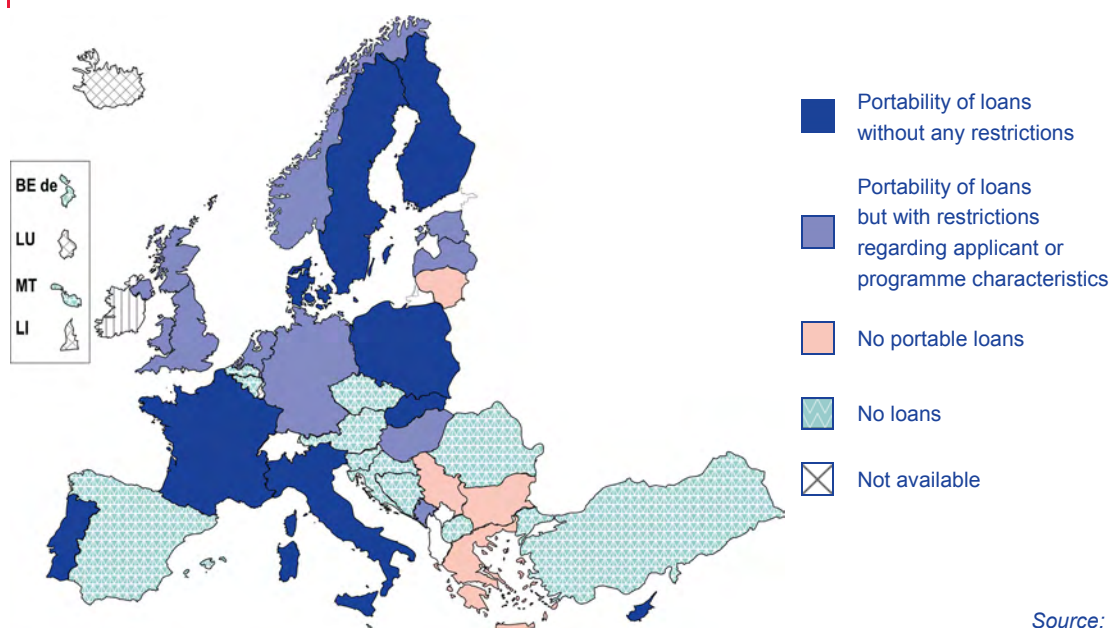 BE de
LU
MT
LI
Portability of loans
without any restrictions
Portability of loans
but with restrictions
regarding applicant or
programme characteristics
No portable loans
No loans
Not available
Source: